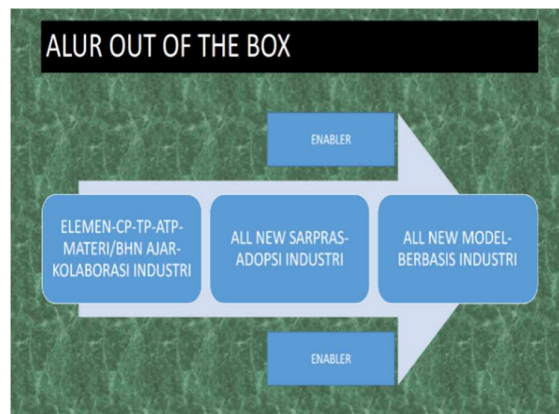 ALUR OUT OF THE BOX
ENABLER
ELEMEN-CP-TP-ATP-
MATERI/BHN AJAR-
KOLABORASI INDUSTRI
ALL NEW SARPRAS-
ADOPSI INDUSTRI
ALL NEW MODEL-
BERBASIS INDUSTRI
ENABLER